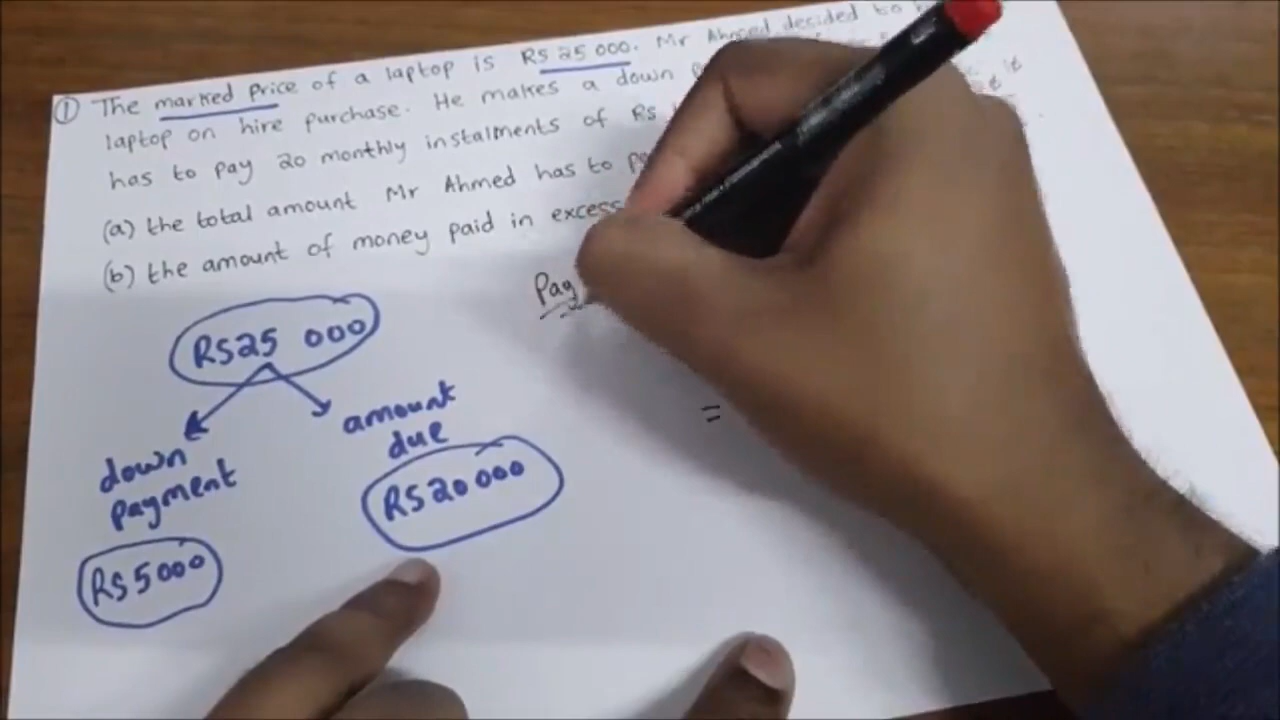 ① The marked price of a laptop is Rs 25 000. Mr Ahmed decided to
laptop on hire purchase. He makes a down
has to pay 20 monthly instalments of Rs
(a) the total amount Mr Ahmed has to
(b) the amount of money paid in excess
Rs25 000
down
payment
Rs5000
amount
due
Rs20000
Pay
=